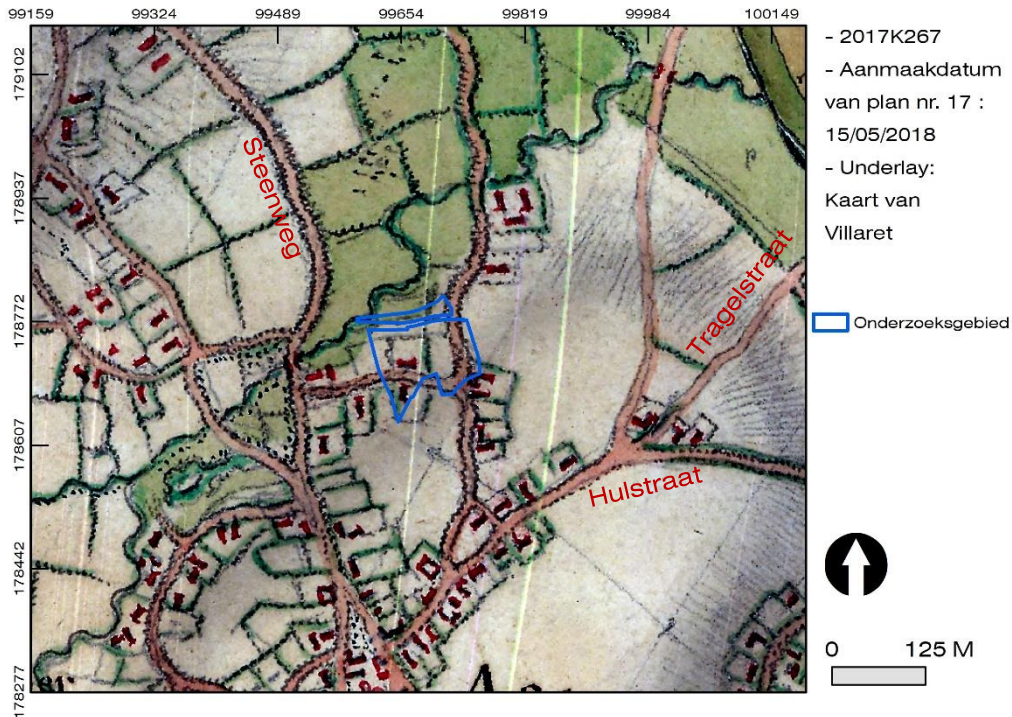 99159 99324 99489 99654 99819 99984 100149
179102
178937
178772
178607
178442
178277
Steenweg
Tragelstraat
Hulstraat
- 2017K267
- Aanmaakdatum
van plan nr. 17 :
15/05/2018
- Underlay:
Kaart van
Villaret
Onderzoeksgebied
0 125 M